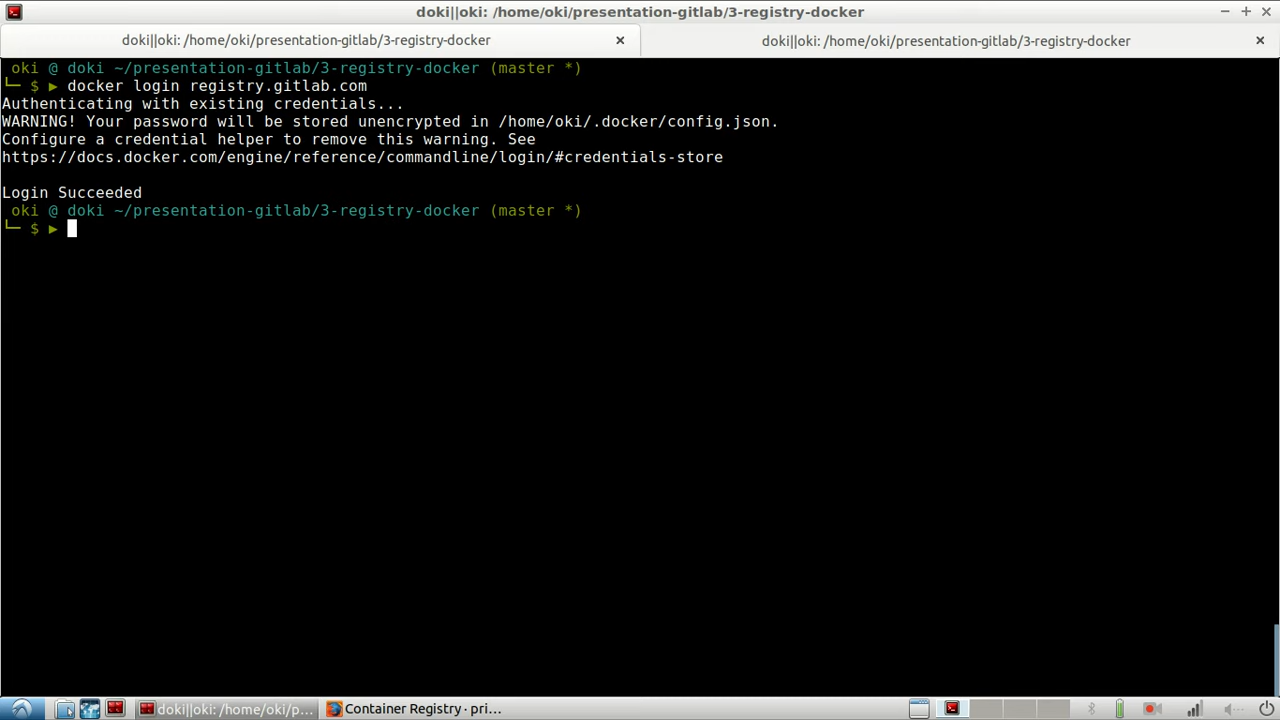 doki||oki: /home/oki/presentation-gitlab/3-registry-docker
doki||oki: /home/oki/presentation-gitlab/3-registry-docker
doki||oki: /home/oki/presentation-gitlab/3-registry-docker
oki @ doki ~/presentation-gitlab/3-registry-docker (master *)
└─ $ ▶ docker login registry.gitlab.com
Authenticating with existing credentials...
WARNING! Your password will be stored unencrypted in /home/oki/.docker/config.json.
Configure a credential helper to remove this warning. See
https://docs.docker.com/engine/reference/commandline/login/#credentials-store
Login Succeeded
oki @ doki ~/presentation-gitlab/3-registry-docker (master *)
└─ $ ▶
doki||oki: /home/oki/p...
Container Registry · pri...